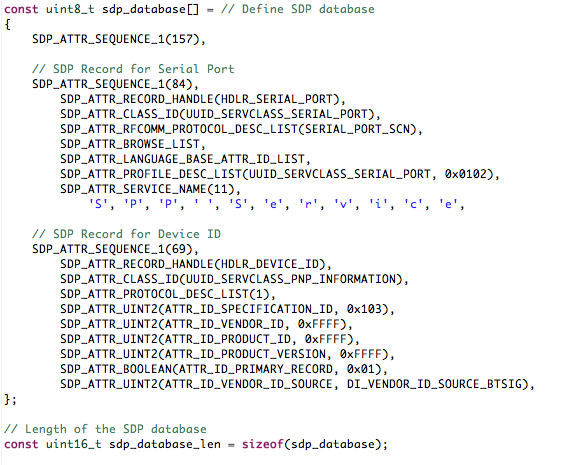 const uint8_t sdp_database[] = // Define SDP database
{
    SDP_ATTR_SEQUENCE_1(157),

    // SDP Record for Serial Port
    SDP_ATTR_SEQUENCE_1(84),
        SDP_ATTR_RECORD_HANDLE(HDLR_SERIAL_PORT),
        SDP_ATTR_CLASS_ID(UUID_SERVCLASS_SERIAL_PORT),
        SDP_ATTR_RFCOMM_PROTOCOL_DESC_LIST(SERIAL_PORT_SCN),
        SDP_ATTR_BROWSE_LIST,
        SDP_ATTR_LANGUAGE_BASE_ATTR_ID_LIST,
        SDP_ATTR_PROFILE_DESC_LIST(UUID_SERVCLASS_SERIAL_PORT, 0x0102),
        SDP_ATTR_SERVICE_NAME(11),
            'S', 'P', 'P', ' ', 'S', 'e', 'r', 'v', 'i', 'c', 'e',

    // SDP Record for Device ID
    SDP_ATTR_SEQUENCE_1(69),
        SDP_ATTR_RECORD_HANDLE(HDLR_DEVICE_ID),
        SDP_ATTR_CLASS_ID(UUID_SERVCLASS_PNP_INFORMATION),
        SDP_ATTR_PROTOCOL_DESC_LIST(1),
        SDP_ATTR_UINT2(ATTR_ID_SPECIFICATION_ID, 0x103),
        SDP_ATTR_UINT2(ATTR_ID_VENDOR_ID, 0xFFFF),
        SDP_ATTR_UINT2(ATTR_ID_PRODUCT_ID, 0xFFFF),
        SDP_ATTR_UINT2(ATTR_ID_PRODUCT_VERSION, 0xFFFF),
        SDP_ATTR_BOOLEAN(ATTR_ID_PRIMARY_RECORD, 0x01),
        SDP_ATTR_UINT2(ATTR_ID_VENDOR_ID_SOURCE, DI_VENDOR_ID_SOURCE_BTSIG),
};

// Length of the SDP database
const uint16_t sdp_database_len = sizeof(sdp_database);